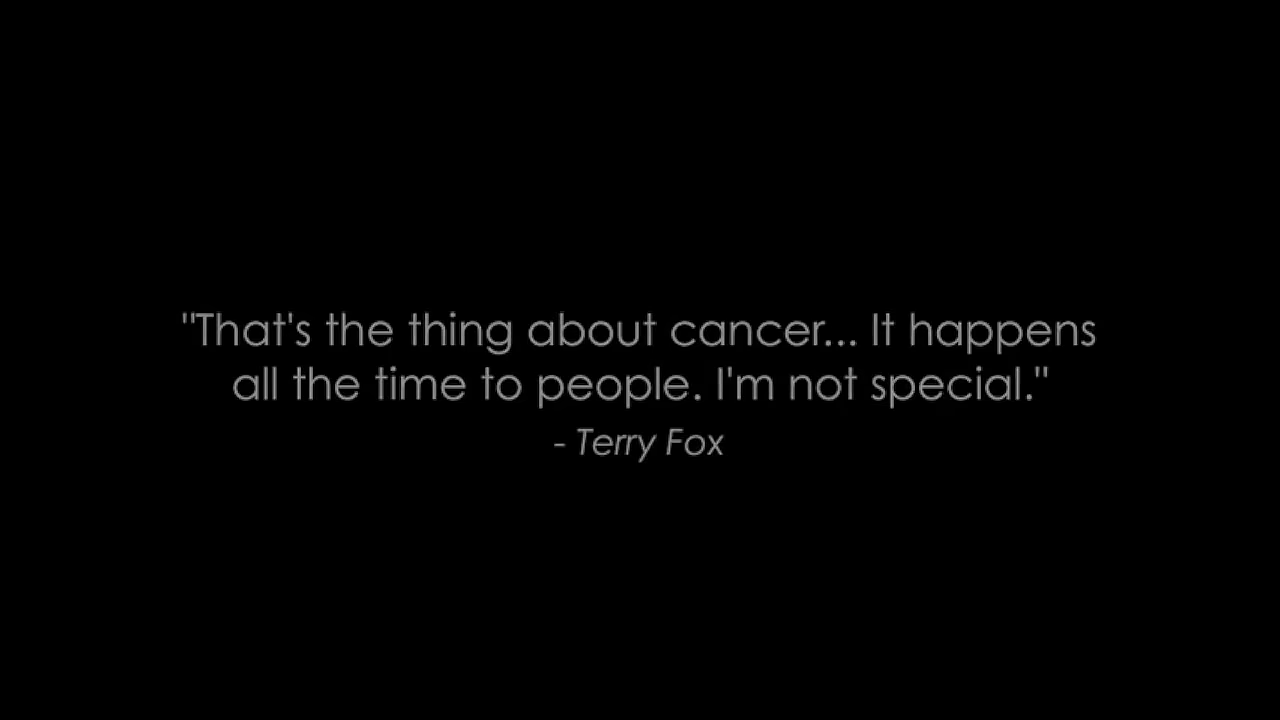 "That's the thing about cancer... It happens
all the time to people. I'm not special."
- Terry Fox